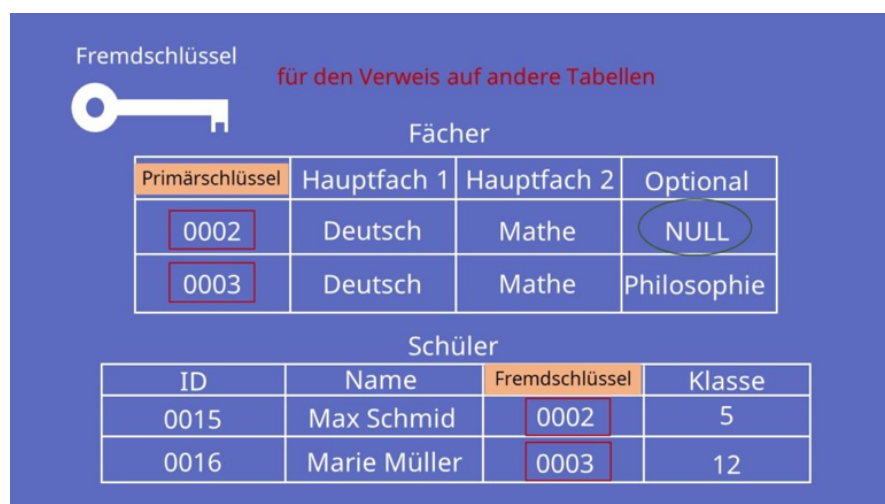 Fremdschlüssel
für den Verweis auf andere Tabellen
Fächer
Primärschlüssel Hauptfach 1 Hauptfach 2 Optional
0002 Deutsch Mathe NULL
0003 Deutsch Mathe Philosophie
Schüler
ID Name Fremdschlüssel Klasse
0015 Max Schmid 0002 5
0016 Marie Müller 0003 12